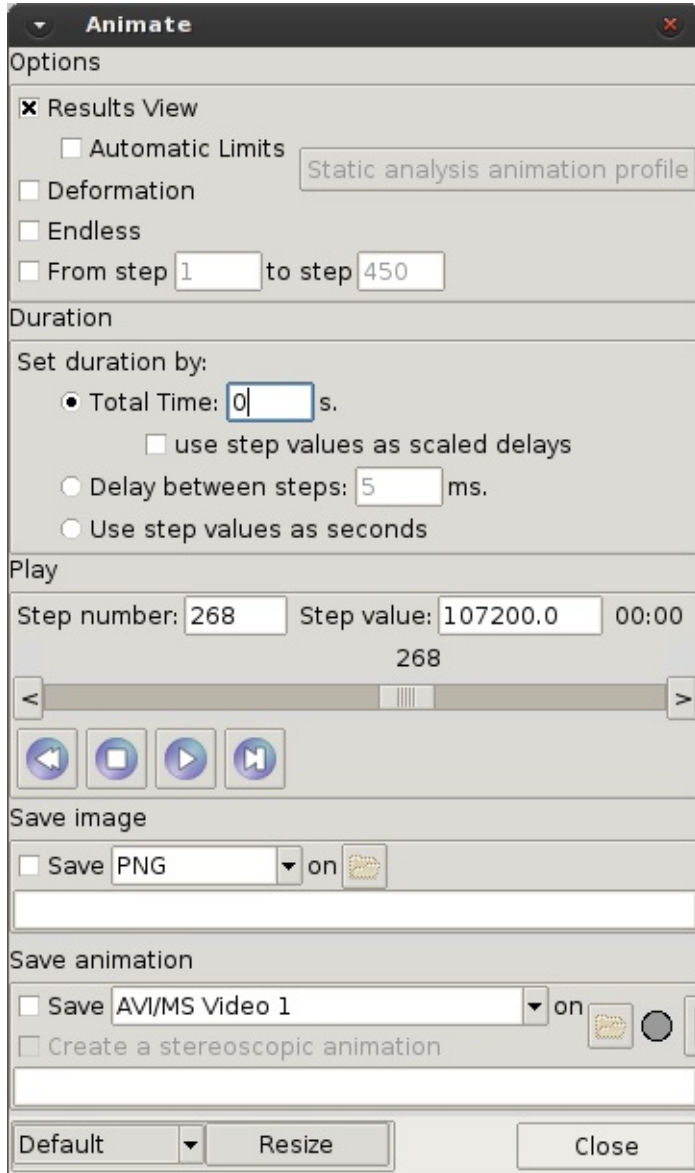 Animate
Options
Results View
Automatic Limits
Static analysis animation profile
Deformation
Endless
From step 1 to step 450
Duration
Set duration by:
Total Time: 0 s.
use step values as scaled delays
Delay between steps: 5 ms.
Use step values as seconds
Play
Step number: 268 Step value: 107200.0 00:00
268
< >
Save image
Save PNG on
Save animation
Save AVI/MS Video 1 on
Create a stereoscopic animation
Default Resize Close